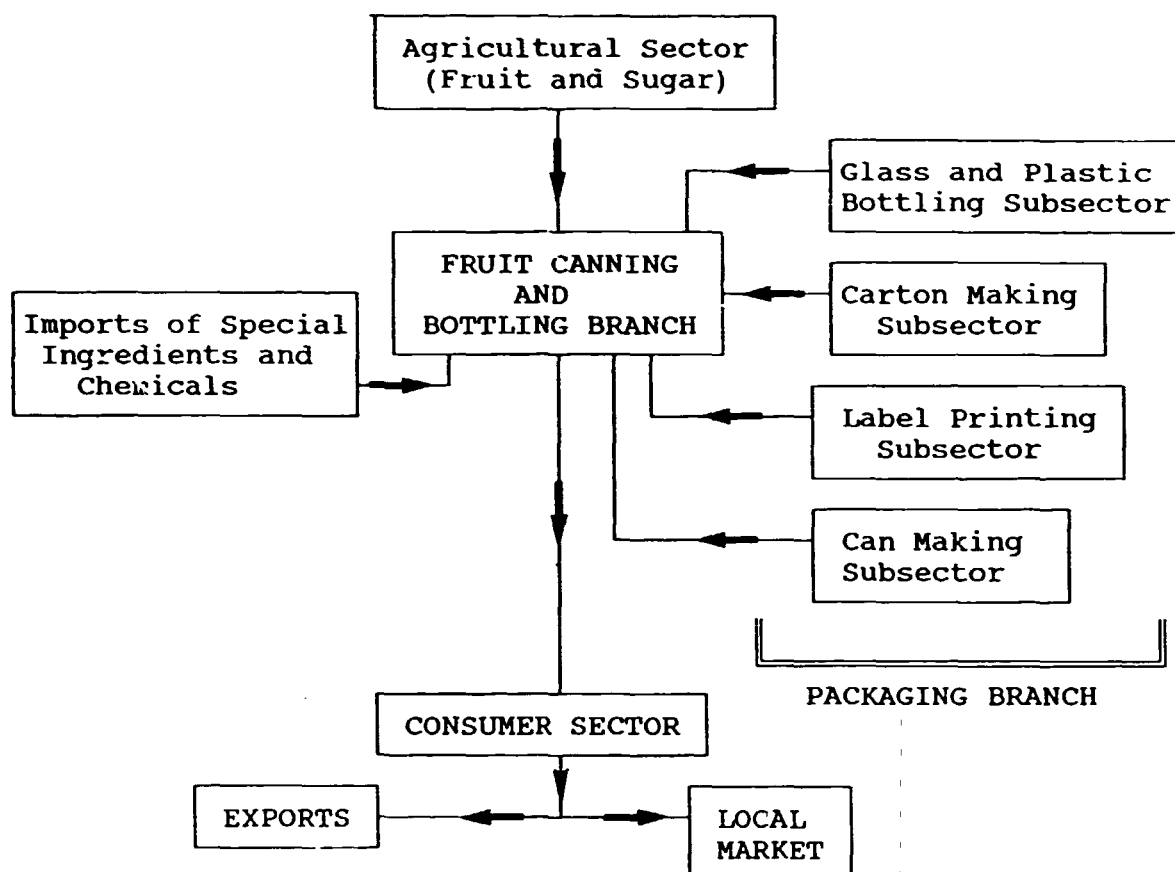 Agricultural Sector
(Fruit and Sugar)
Glass and Plastic
Bottling Subsector
FRUIT CANNING
AND
BOTTLING BRANCH
Carton Making
Subsector
Imports of Special
Ingredients and
Chemicals
Label Printing
Subsector
Can Making
Subsector
PACKAGING BRANCH
CONSUMER SECTOR
EXPORTS
LOCAL
MARKET